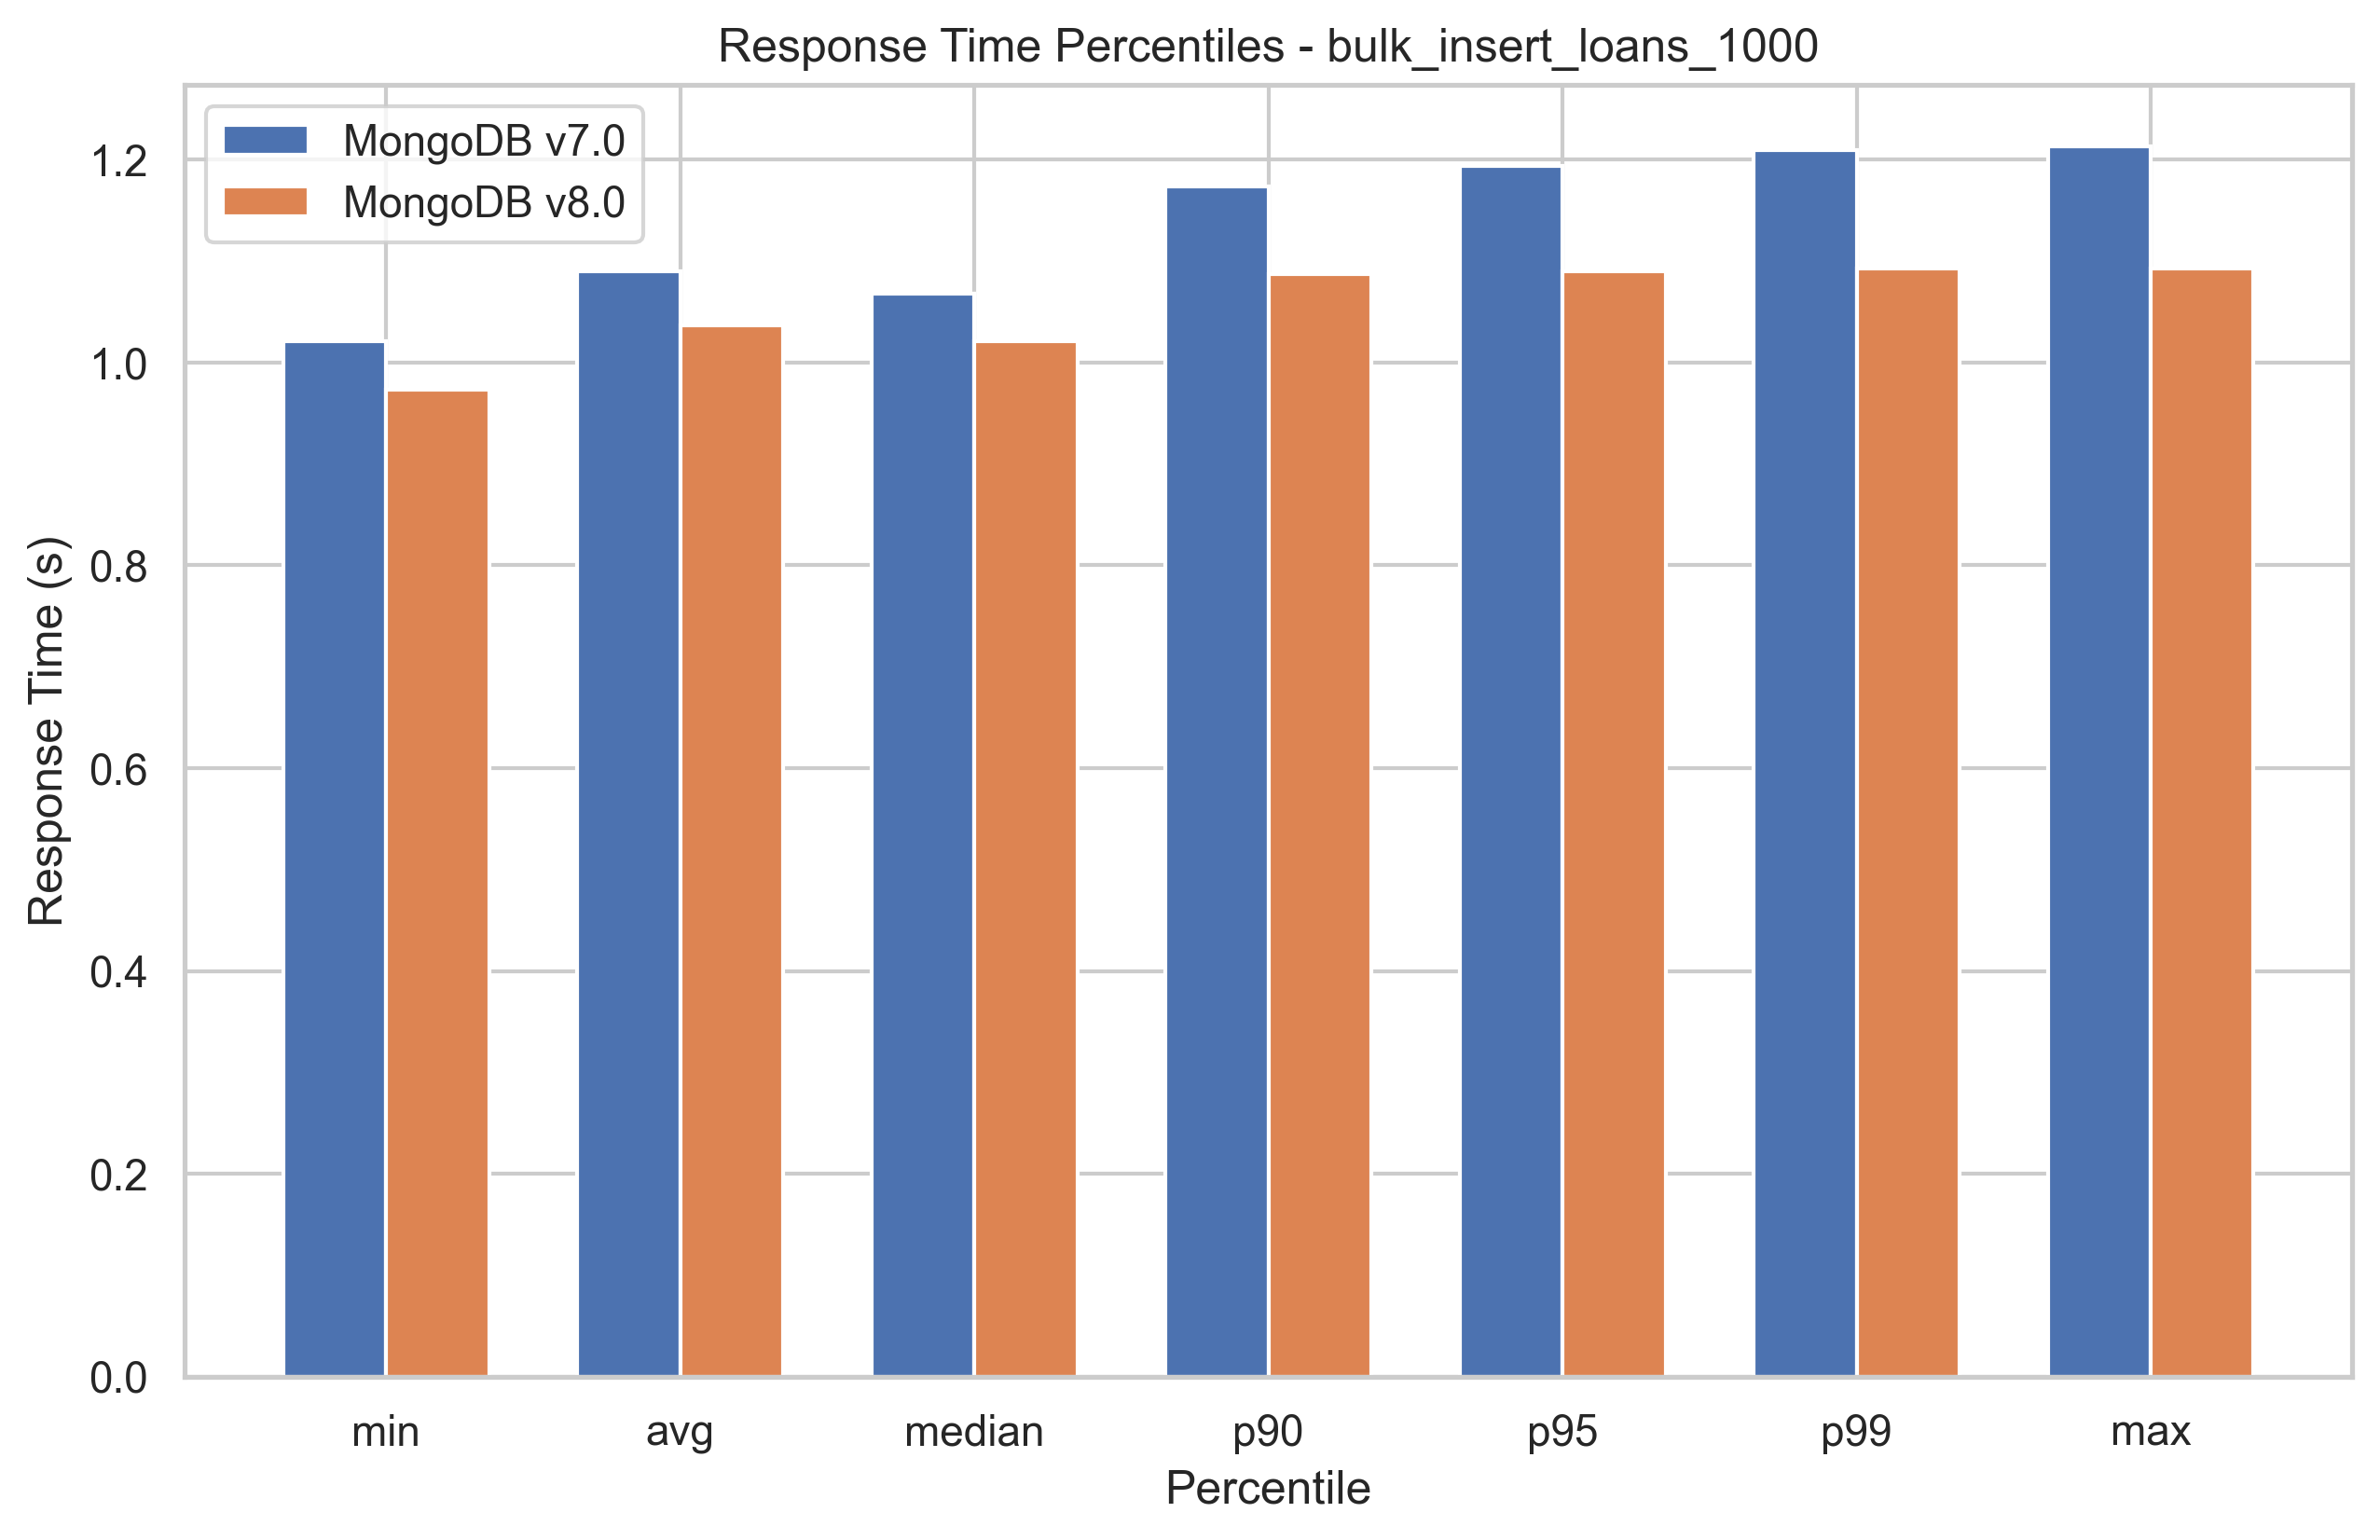 Response Time Percentiles - bulk_insert_loans_1000
MongoDB v7.0
MongoDB v8.0
1.2
1.0
0.8
0.6
0.4
0.2
0.0
Response Time (s)
min avg median p90 p95 p99 max
Percentile